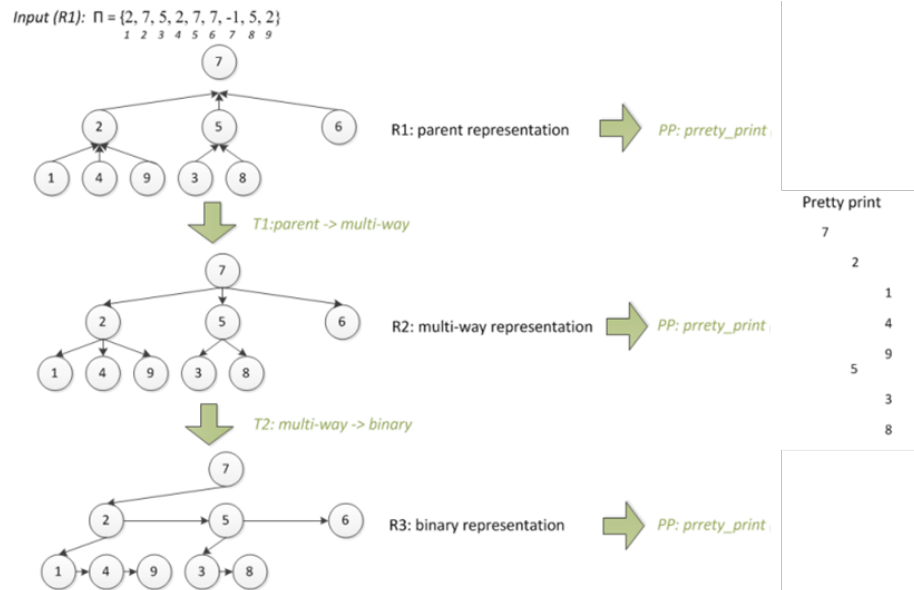 Input (R1): Π = {2, 7, 5, 2, 7, 7, -1, 5, 2}
1 2 3 4 5 6 7 8 9
7
2 5 6
R1: parent representation
PP: prrety_print
1 4 9 3 8
T1:parent -> multi-way
7
2 5 6
R2: multi-way representation
PP: prrety_print
1 4 9 3 8
T2: multi-way -> binary
7
2 5 6
R3: binary representation
PP: prrety_print
1 4 9 3 8
Pretty print
7
2
1
4
9
5
3
8